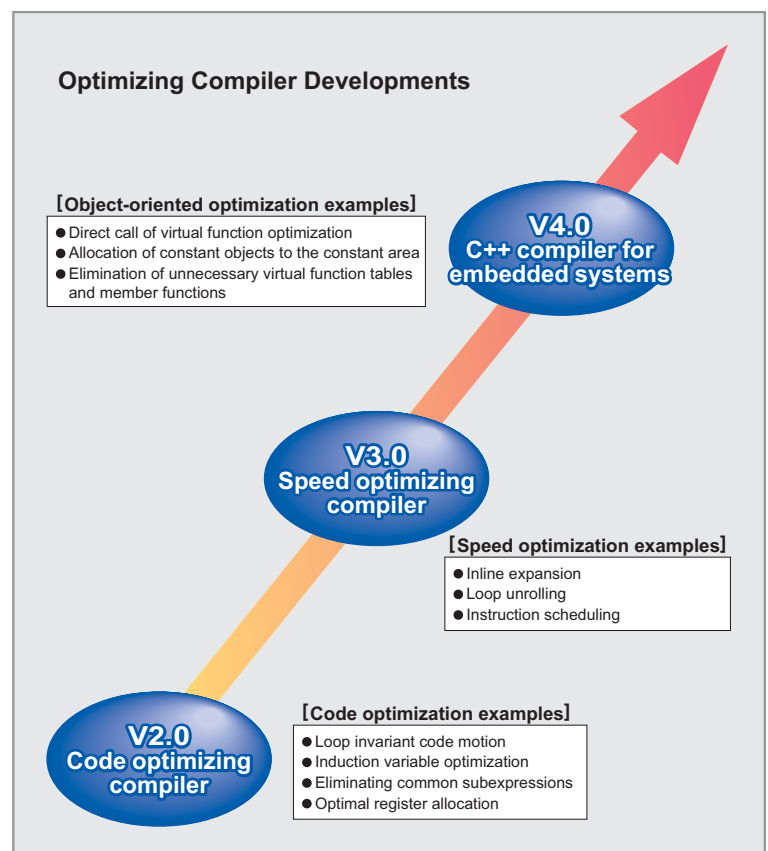 Optimizing Compiler Developments
[Object-oriented optimization examples]
● Direct call of virtual function optimization
● Allocation of constant objects to the constant area
● Elimination of unnecessary virtual function tables
and member functions
V4.0
C++ compiler for
embedded systems
V3.0
Speed optimizing
compiler
[Speed optimization examples]
● Inline expansion
● Loop unrolling
● Instruction scheduling
V2.0
Code optimizing
compiler
[Code optimization examples]
● Loop invariant code motion
● Induction variable optimization
● Eliminating common subexpressions
● Optimal register allocation